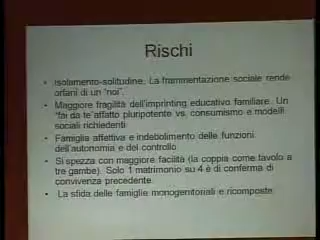 Rischi
• Isolamento-solitudine. La frammentazione sociale rende
orfani di un "noi".
• Maggiore fragilità dell'imprinting educativo familiare. Un
"fai da te" affatto pluripotente vs. consumismo e modelli
sociali richiedenti
• Famiglia affettiva e indebolimento delle funzioni
dell'autonomia e del controllo
• Si spezza con maggiore facilità (la coppia come tavolo a
tre gambe). Solo 1 matrimonio su 4 è di conferma di
convivenza precedente.
• La sfida delle famiglie monogenitoriali e ricomposte.